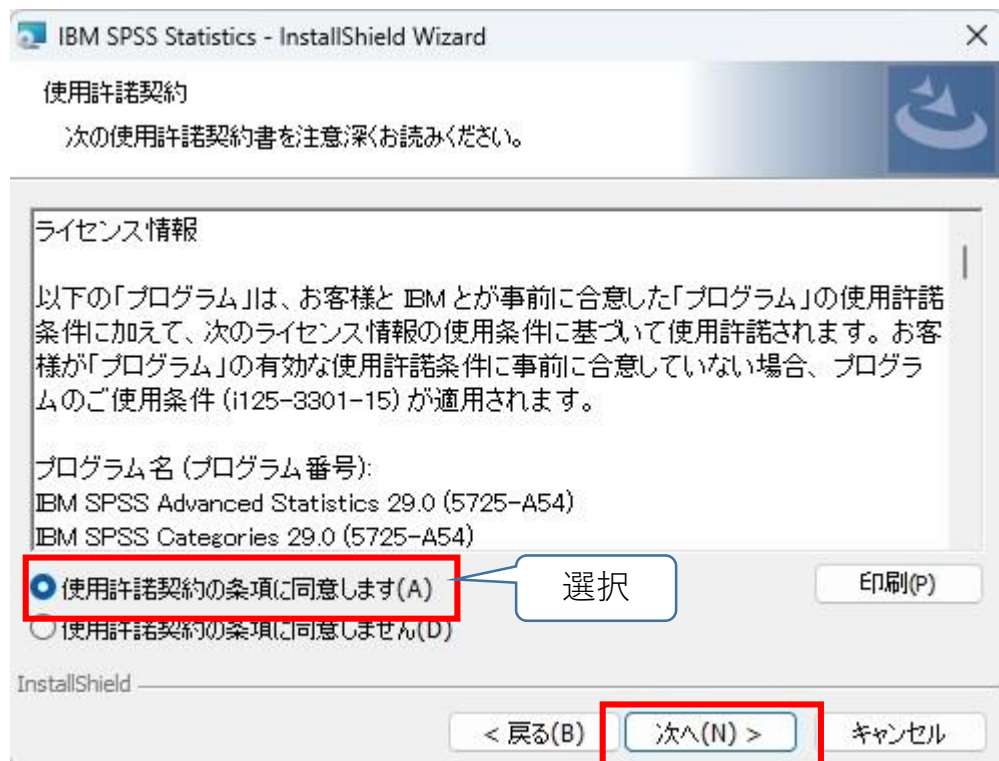 IBM SPSS Statistics - InstallShield Wizard
使用許諾契約
次の使用許諾契約書を注意深くお読みください。
ライセンス情報
以下の「プログラム」は、お客様と IBM とが事前に合意した「プログラム」の使用許諾
条件に加えて、次のライセンス情報の使用条件に基づいて使用許諾されます。お客
様が「プログラム」の有効な使用許諾条件に事前に合意していない場合、プログラ
ムのご使用条件 (i125-3301-15) が適用されます。
プログラム名 (プログラム番号):
IBM SPSS Advanced Statistics 29.0 (5725-A54)
IBM SPSS Categories 29.0 (5725-A54)
使用許諾契約の条項に同意します(A)
選択
印刷(P)
使用許諾契約の条項に同意しません(D)
InstallShield
< 戻る(B)
次へ(N) >
キャンセル